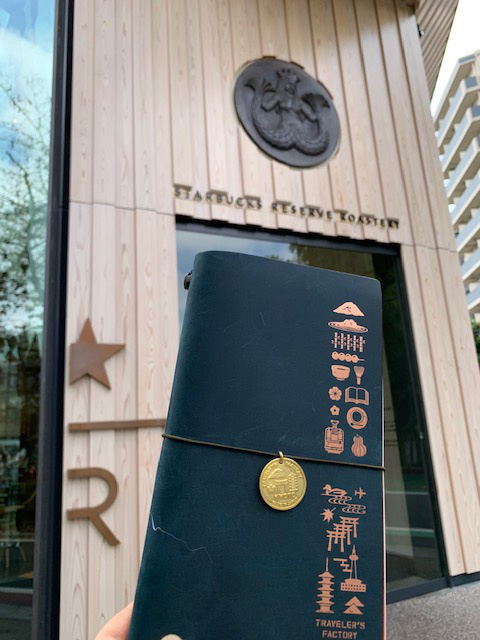 STARBUCKS RESERVE ROASTERY
R
TRAVELER'S
FACTORY